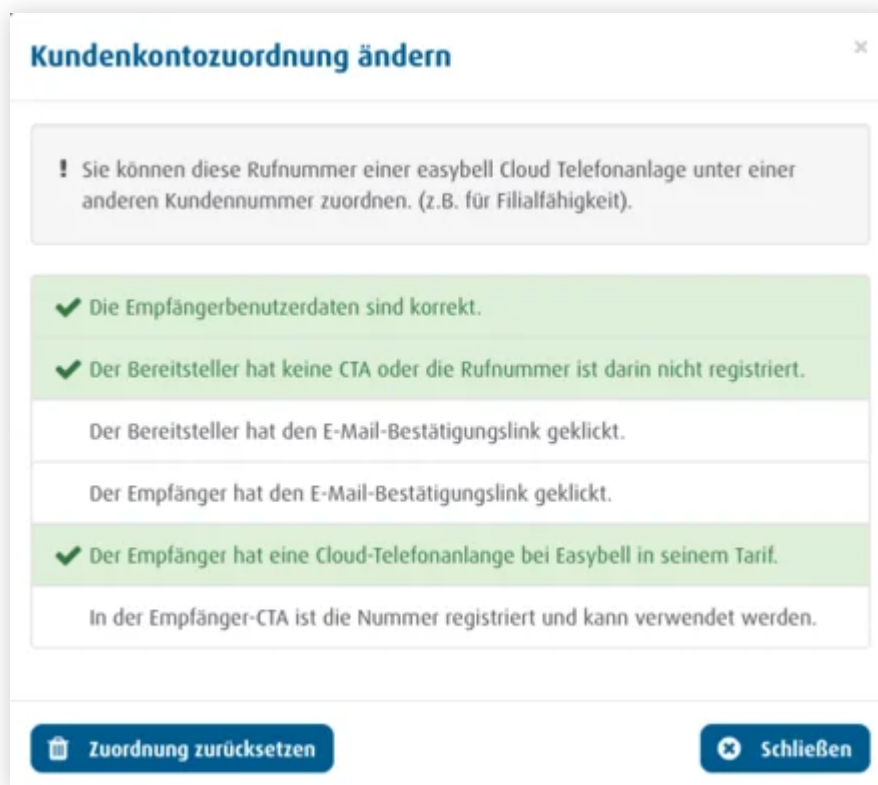 Kundenkontozuordnung ändern
! Sie können diese Rufnummer einer easybell Cloud Telefonanlage unter einer
anderen Kundennummer zuordnen. (z.B. für Filialfähigkeit).
Die Empfängerbenutzerdaten sind korrekt.
Der Bereitsteller hat keine CTA oder die Rufnummer ist darin nicht registriert.
Der Bereitsteller hat den E-Mail-Bestätigungslink geklickt.
Der Empfänger hat den E-Mail-Bestätigungslink geklickt.
Der Empfänger hat eine Cloud-Telefonanlange bei Easybell in seinem Tarif.
In der Empfänger-CTA ist die Nummer registriert und kann verwendet werden.
Zuordnung zurücksetzen
Schließen